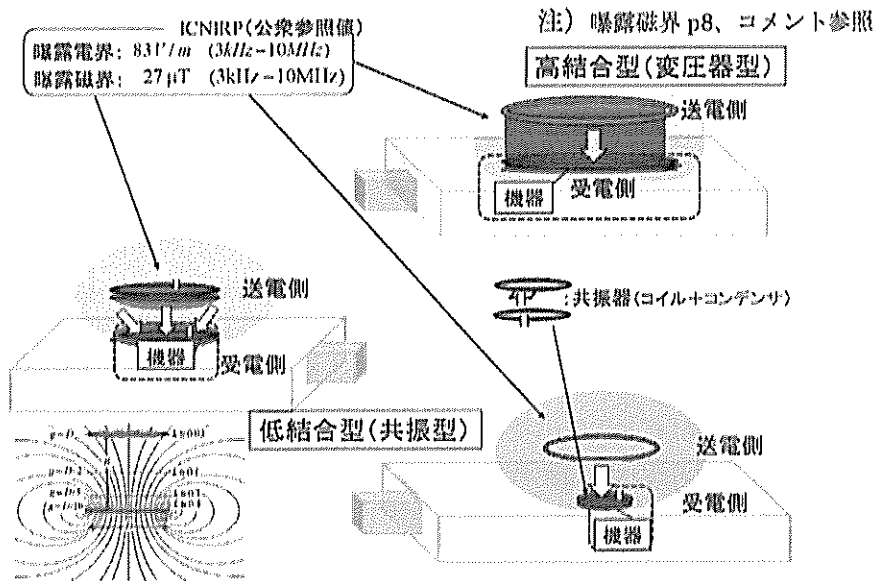 ICNIRP(公衆参照値)
曝露電界: 83V/m (3kHz-10MHz)
曝露磁界: 27μT (3kHz-10MHz)
注) 曝露磁界 p8、コメント参照
高結合型(変圧器型)
送電側
機器
受電側
送電側
機器
受電側
:共振器(コイル+コンデンサ)
低結合型(共振型)
送電側
受電側
機器